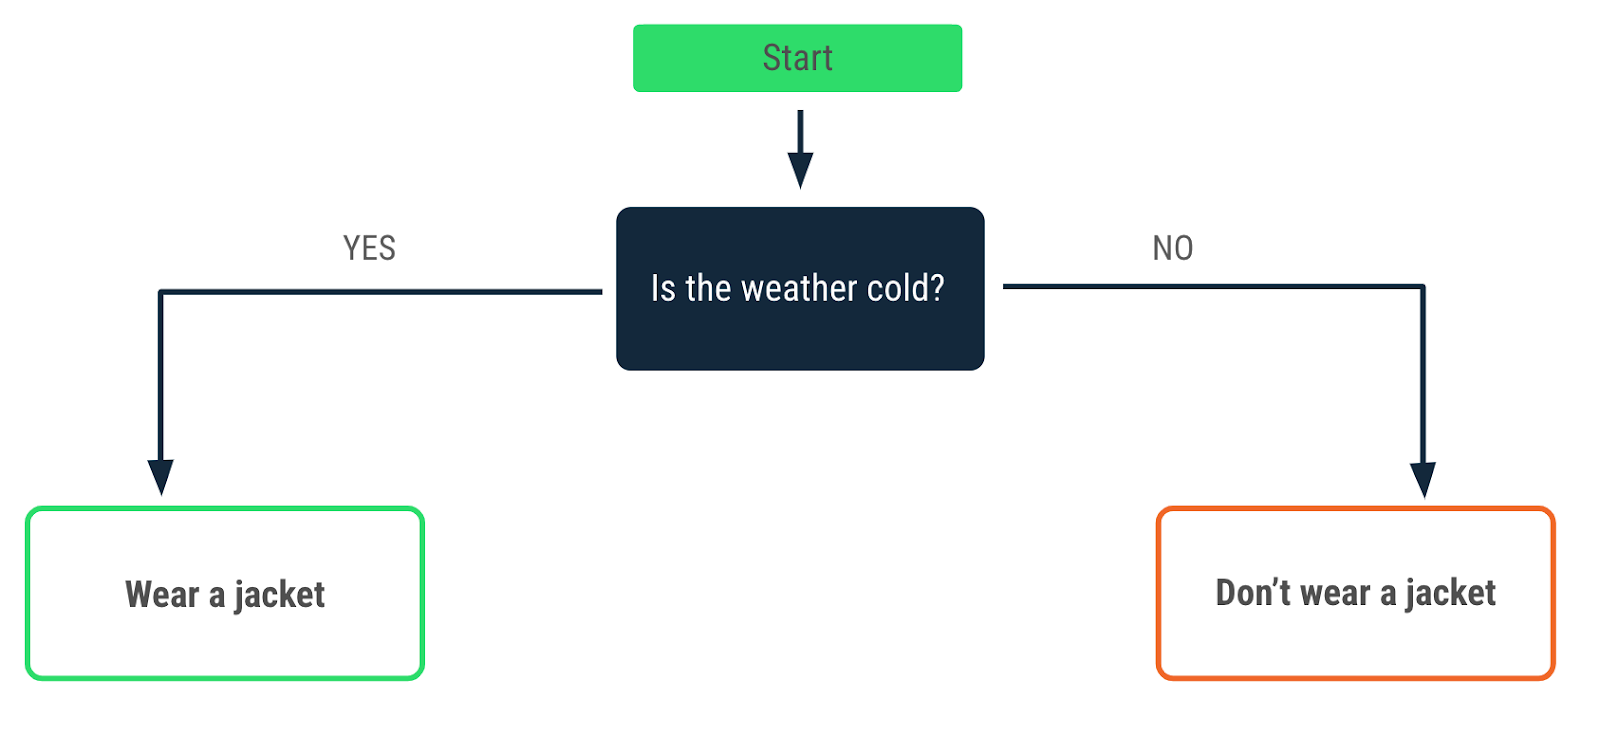 Start
YES
NO
Is the weather cold?
Wear a jacket
Don’t wear a jacket